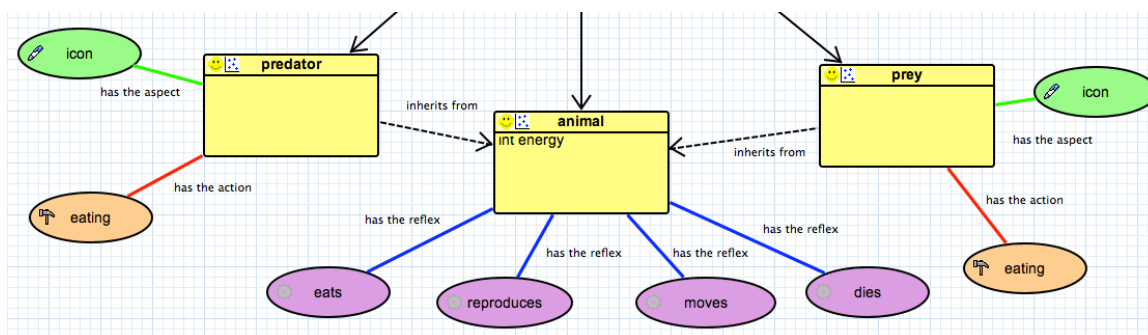 icon
predator
prey
has the aspect
icon
inherits from
animal
int energy
has the aspect
inherits from
has the action
eating
has the action
has the reflex
has the reflex
has the reflex
has the reflex
eating
eats
reproduces
moves
dies